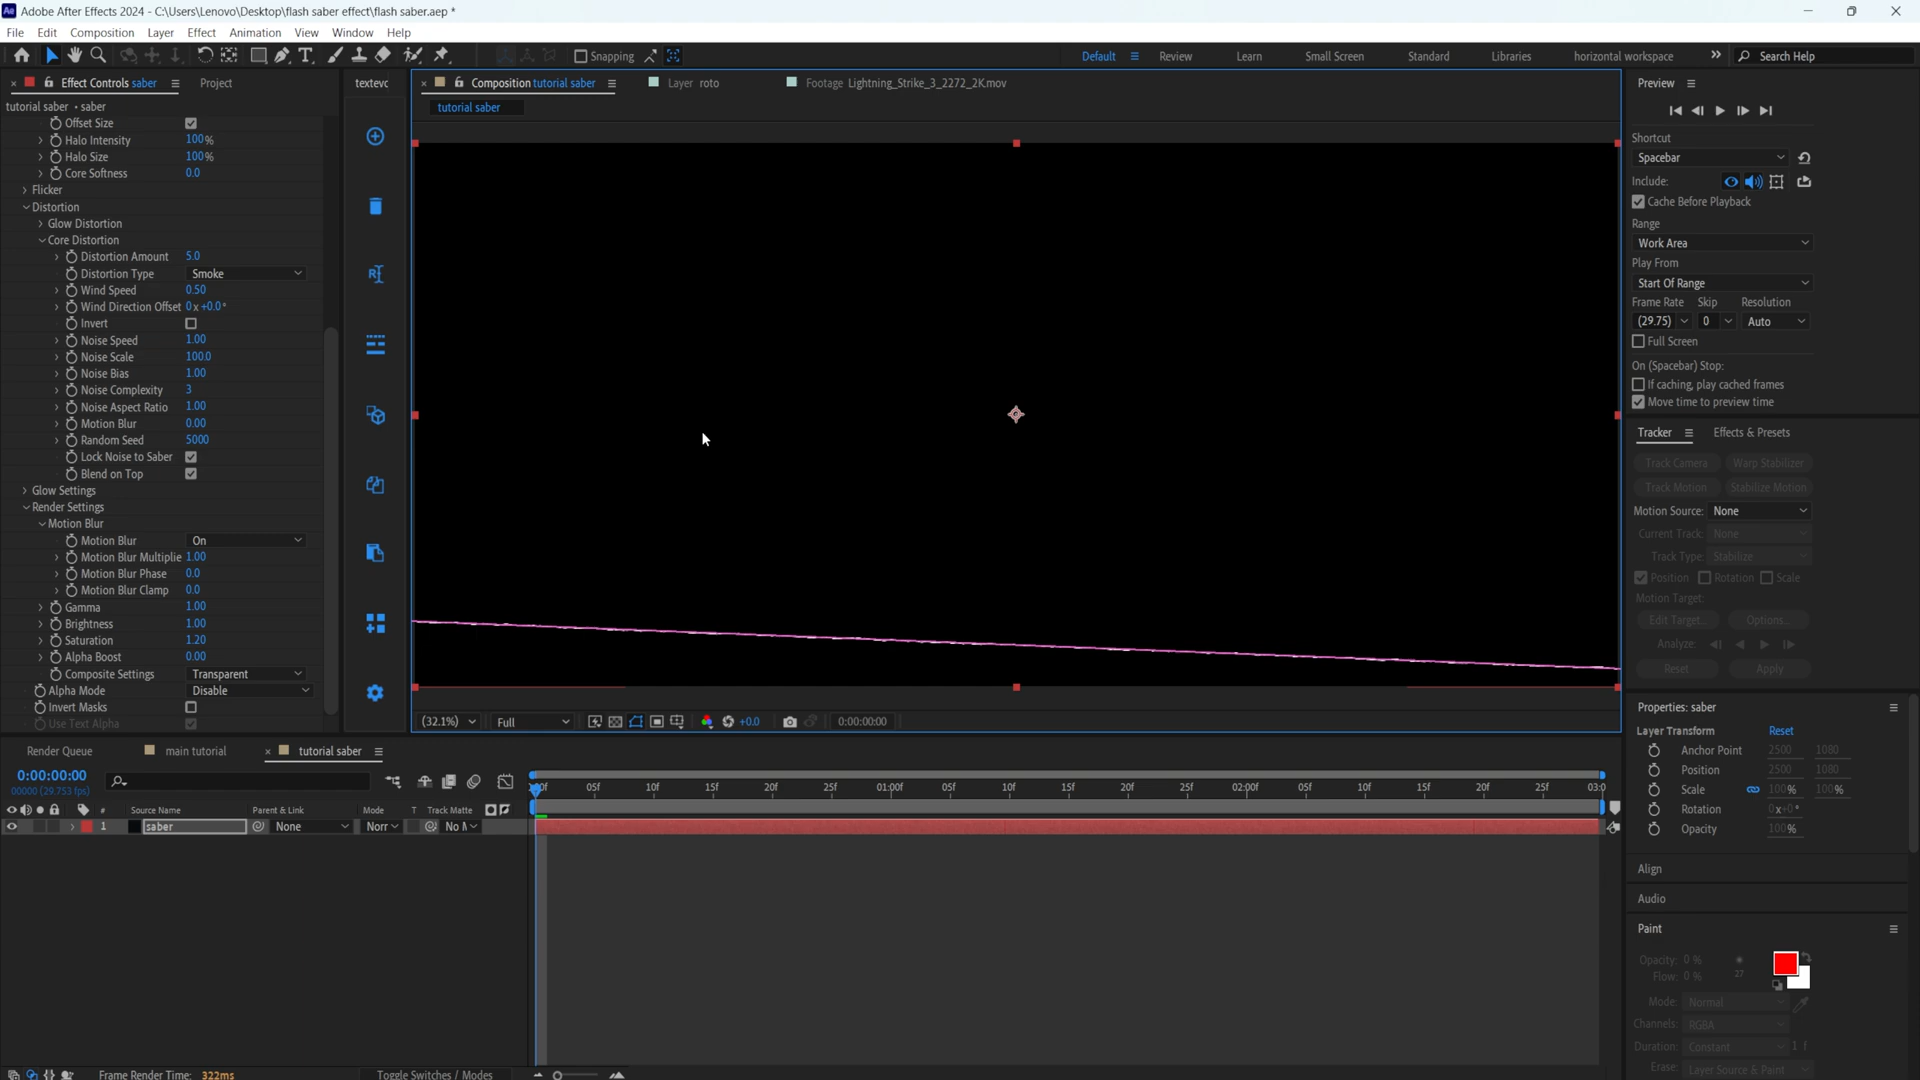 Adobe After Effects 2024 - C:\Users\Lenovo\Desktop\flash saber effect\flash saber.aep *
File Edit Composition Layer Effect Animation View Window Help
Snapping Default Review Learn Small Screen Standard Libraries horizontal workspace Search Help
Effect Controls saber Project
textevo
Composition tutorial saber Layer roto Footage Lightning_Strike_3_2272_2K.mov
tutorial saber • saber
tutorial saber
Offset Size
Halo Intensity 100%
Halo Size 100%
Core Softness 0.0
Flicker
Distortion
Glow Distortion
Core Distortion
Distortion Amount 5.0
Distortion Type Smoke
Wind Speed 0.50
Wind Direction Offset 0x+0.0°
Invert
Noise Speed 1.00
Noise Scale 100.0
Noise Bias 1.00
Noise Complexity 3
Noise Aspect Ratio 1.00
Motion Blur 0.00
Random Seed 5000
Lock Noise to Saber
Blend on Top
Glow Settings
Render Settings
Motion Blur
Motion Blur On
Motion Blur Multiplie 1.00
Motion Blur Phase 0.0
Motion Blur Clamp 0.0
Gamma 1.00
Brightness 1.00
Saturation 1.20
Alpha Boost 0.00
Composite Settings Transparent
Alpha Mode Disable
Invert Masks
Use Text Alpha
(32.1%) Full +0.0 0:00:00:00
Preview
Shortcut
Spacebar
Include:
Cache Before Playback
Range
Work Area
Play From
Start Of Range
Frame Rate Skip Resolution
(29.75) 0 Auto
Full Screen
On (Spacebar) Stop:
If caching, play cached frames
Move time to preview time
Tracker Effects & Presets
Track Camera Warp Stabilizer
Track Motion Stabilize Motion
Motion Source: None
Current Track: None
Track Type: Stabilize
Position Rotation Scale
Motion Target:
Edit Target... Options...
Analyze:
Reset Apply
Properties: saber
Layer Transform Reset
Anchor Point 2500 1080
Position 2500 1080
Scale 100% 100%
Rotation 0x+0°
Opacity 100%
Align
Audio
Paint
Opacity: 0 %
Flow: 0 % 27
Mode: Normal
Channels: RGBA
Duration: Constant 1 f
Erase: Layer Source & Paint
Render Queue main tutorial tutorial saber
0:00:00:00
00000 (29.753 fps)
# Source Name Parent & Link Mode T Track Matte
1 saber None Norr No M
:00f 05f 10f 15f 20f 25f 01:00f 05f 10f 15f 20f 25f 02:00f 05f 10f 15f 20f 25f 03:0
Frame Render Time: 322ms Toggle Switches / Modes